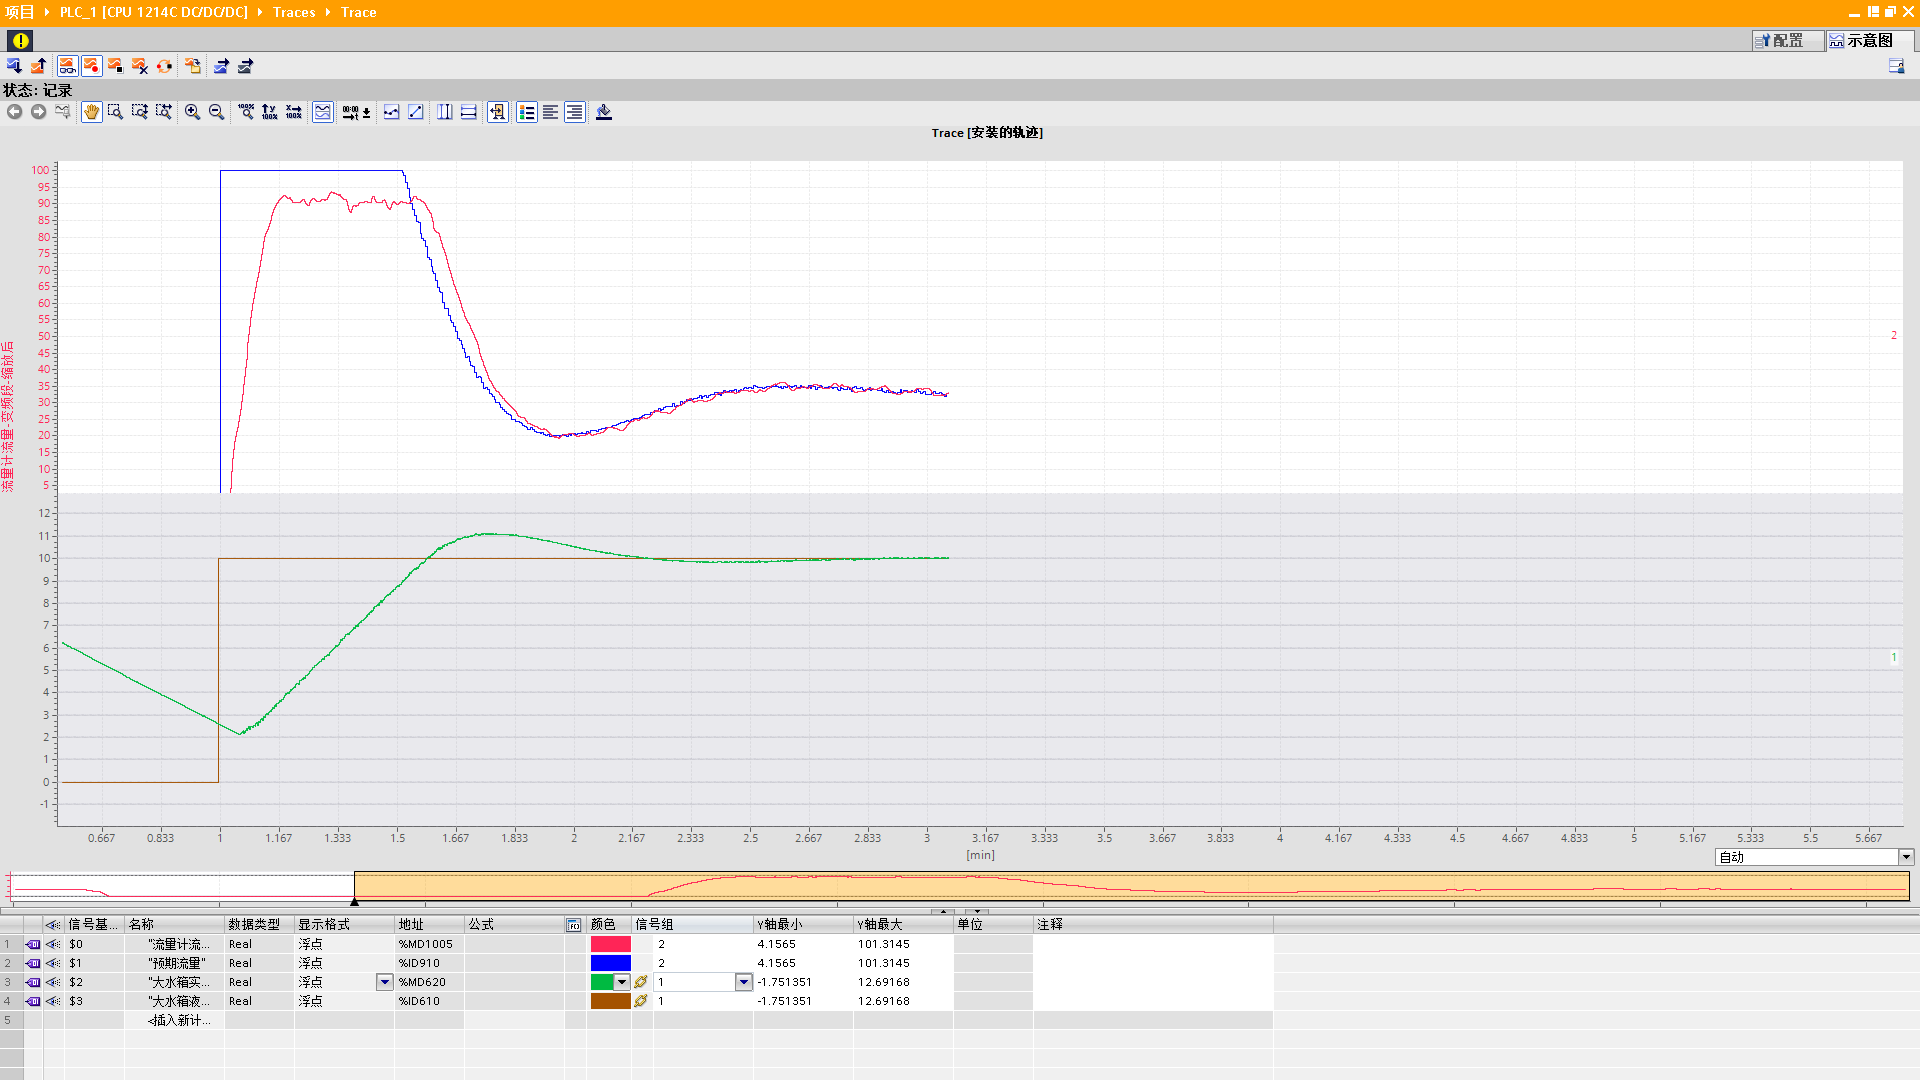 项目 ▸ PLC_1 [CPU 1214C DC/DC/DC] ▸ Traces ▸ Trace
配置 示意图
状态: 记录
Trace [安装的轨迹]
流量计流量-变频段-缩放后
100
95
90
85
80
75
70
65
60
55
50
45
40
35
30
25
20
15
10
5
2
12
11
10
9
8
7
6
5
4
3
2
1
0
-1
1
0.667 0.833 1 1.167 1.333 1.5 1.667 1.833 2 2.167 2.333 2.5 2.667 2.833 3 3.167 3.333 3.5 3.667 3.833 4 4.167 4.333 4.5 4.667 4.833 5 5.167 5.333 5.5 5.667
[min]
自动
信号基... 名称 数据类型 显示格式 地址 公式 颜色 信号组 Y轴最小 Y轴最大 单位 注释
1 $0 "流量计流... Real 浮点 %MD1005 2 4.1565 101.3145
2 $1 "预期流量" Real 浮点 %ID910 2 4.1565 101.3145
3 $2 "大水箱实... Real 浮点 %MD620 1 -1.751351 12.69168
4 $3 "大水箱液... Real 浮点 %ID610 1 -1.751351 12.69168
5 <插入新计...